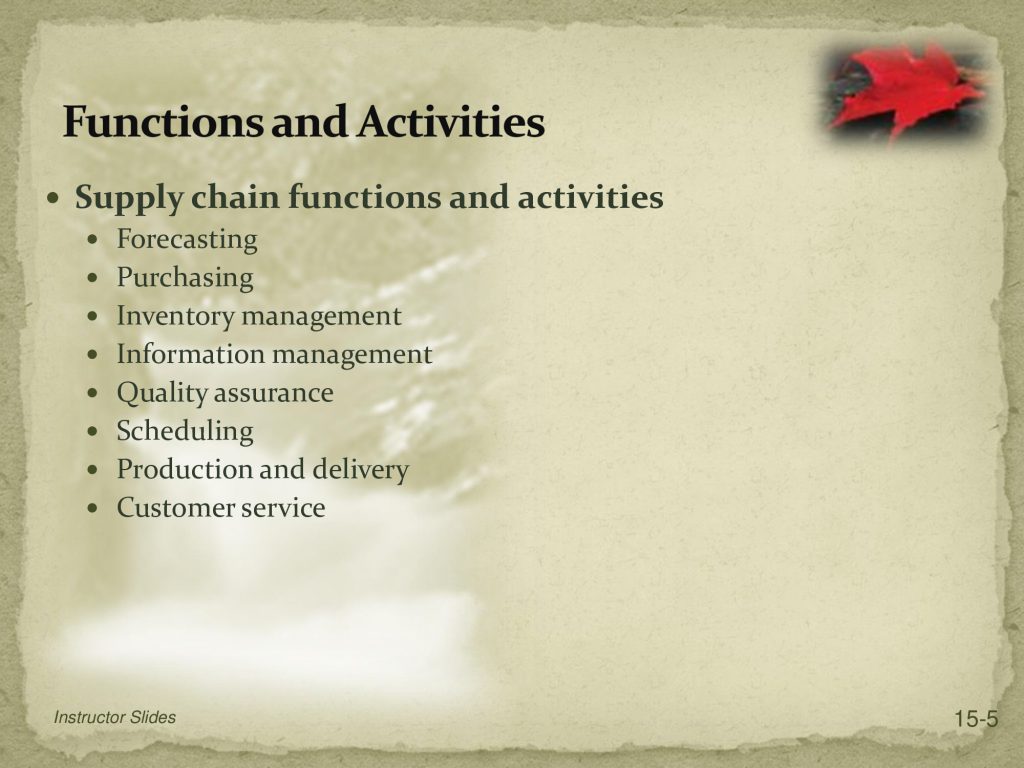 Functions and Activities
• Supply chain functions and activities
• Forecasting
• Purchasing
• Inventory management
• Information management
• Quality assurance
• Scheduling
• Production and delivery
• Customer service
Instructor Slides
15-5